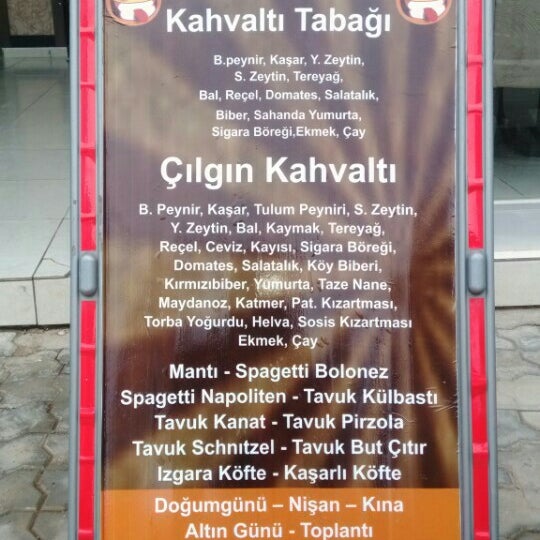 Kahvaltı Tabağı
B.peynir, Kaşar, Y. Zeytin,
S. Zeytin, Tereyağ,
Bal, Reçel, Domates, Salatalık,
Biber, Sahanda Yumurta,
Sigara Böreği,Ekmek, Çay
Çılgın Kahvaltı
B. Peynir, Kaşar, Tulum Peyniri, S. Zeytin,
Y. Zeytin, Bal, Kaymak, Tereyağ,
Reçel, Ceviz, Kayısı, Sigara Böreği,
Domates, Salatalık, Köy Biberi,
Kırmızıbiber, Yumurta, Taze Nane,
Maydanoz, Katmer, Pat. Kızartması,
Torba Yoğurdu, Helva, Sosis Kızartması
Ekmek, Çay
Mantı - Spagetti Bolonez
Spagetti Napoliten - Tavuk Külbastı
Tavuk Kanat - Tavuk Pirzola
Tavuk Schnıtzel - Tavuk But Çıtır
Izgara Köfte - Kaşarlı Köfte
Doğumgünü – Nişan – Kına
Altın Günü - Toplantı